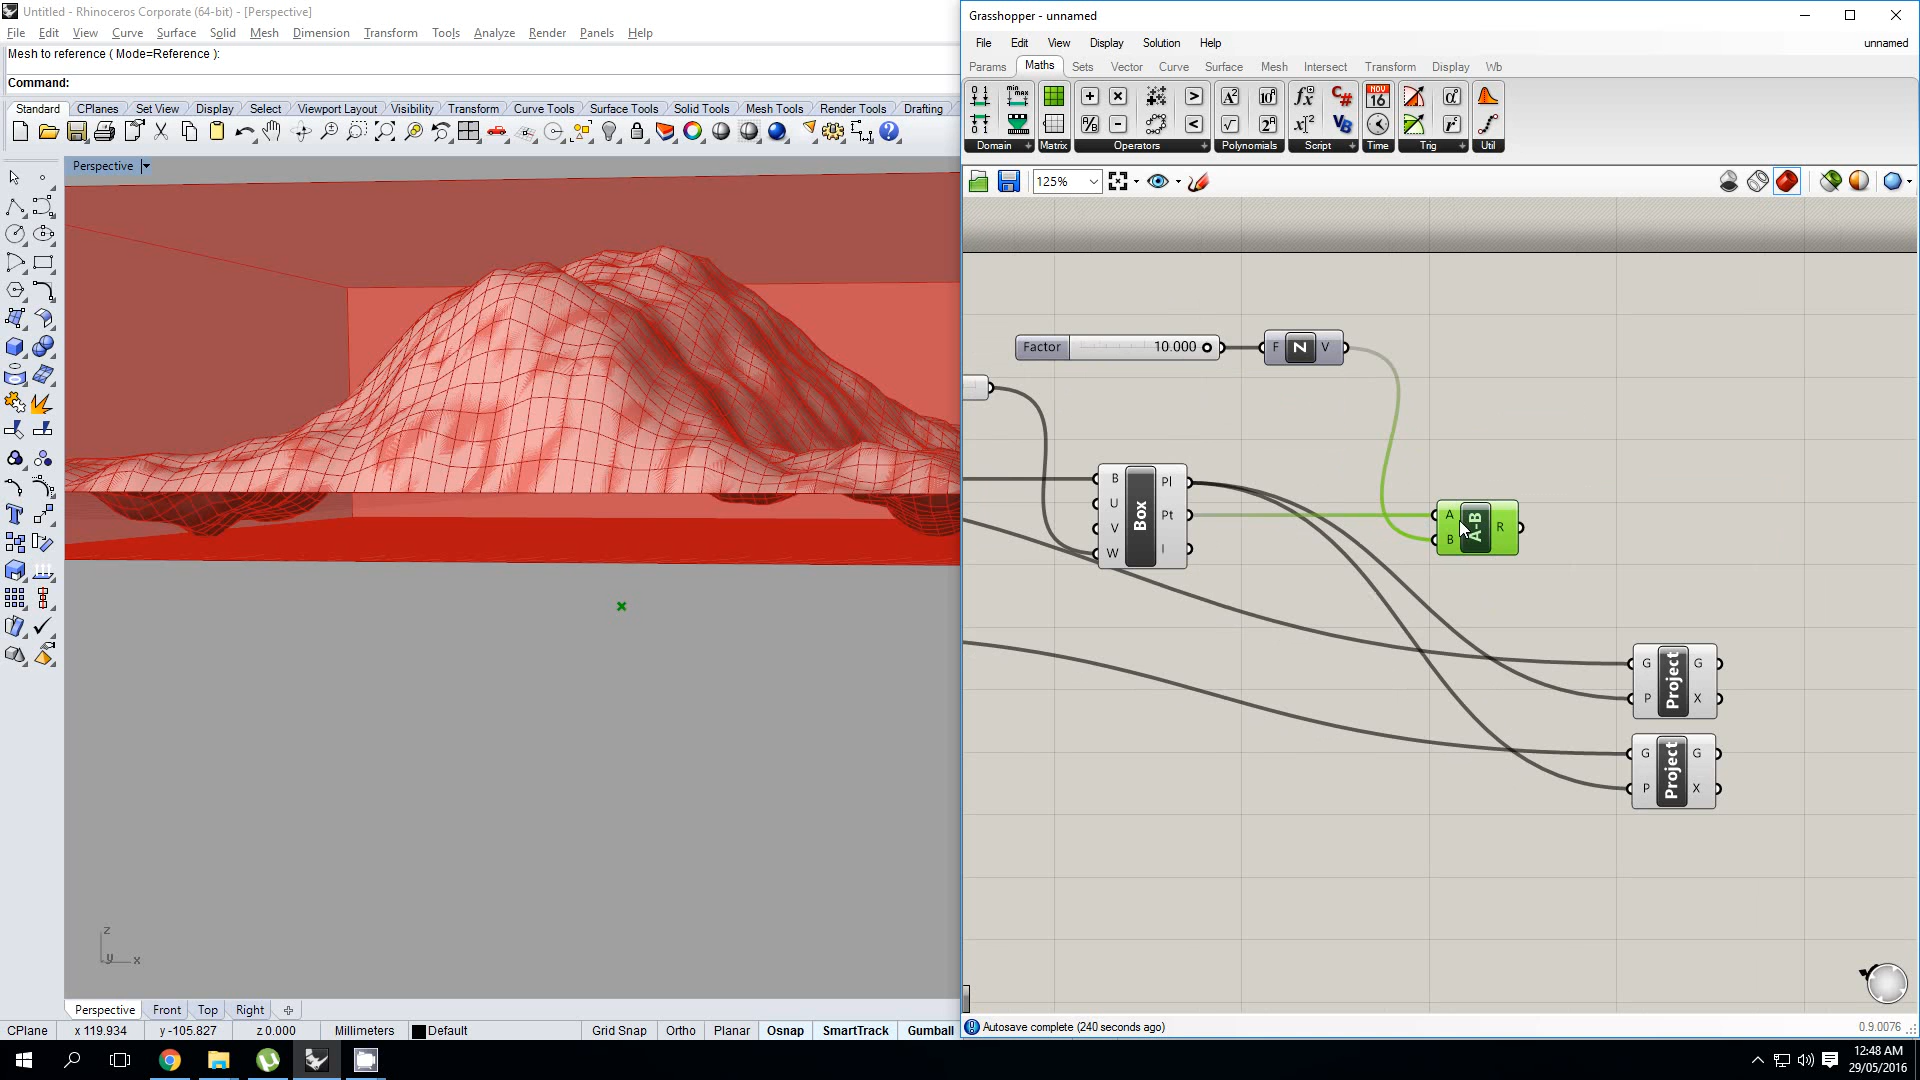 Untitled - Rhinoceros Corporate (64-bit) - [Perspective]
File Edit View Curve Surface Solid Mesh Dimension Transform Tools Analyze Render Panels Help
Mesh to reference ( Mode=Reference ):
Command:
Standard CPlanes Set View Display Select Viewport Layout Visibility Transform Curve Tools Surface Tools Solid Tools Mesh Tools Render Tools Drafting
Perspective
z
y x
Perspective Front Top Right
CPlane x 119.934 y -105.827 z 0.000 Millimeters Default Grid Snap Ortho Planar Osnap SmartTrack Gumball
Grasshopper - unnamed
File Edit View Display Solution Help unnamed
Params Maths Sets Vector Curve Surface Mesh Intersect Transform Display Wb
Domain Matrix Operators Polynomials Script Time Trig Util
125%
Factor 10.000
F Z V
B U V W Box Pl Pt I
A B A-B R
G P Project G X
G P Project G X
Autosave complete (240 seconds ago) 0.9.0076
12:48 AM
29/05/2016